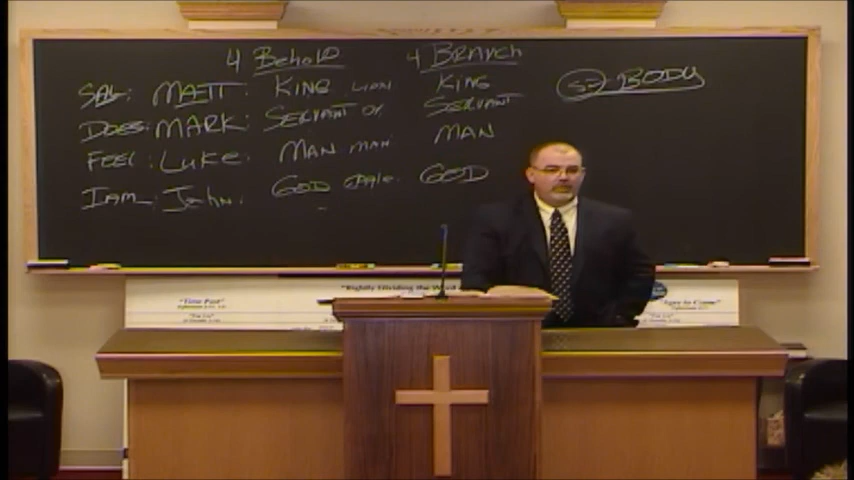 4 Behold 4 BRANCH
SAY: MATT: KING LION KING BODY
DOES: MARK: SERVANT OX SERVANT
FEEL: LUKE: MAN MAN MAN
I AM: John: GOD EAGLE GOD
"Rightly Dividing the Word
"Time Past" "Ages to Come"